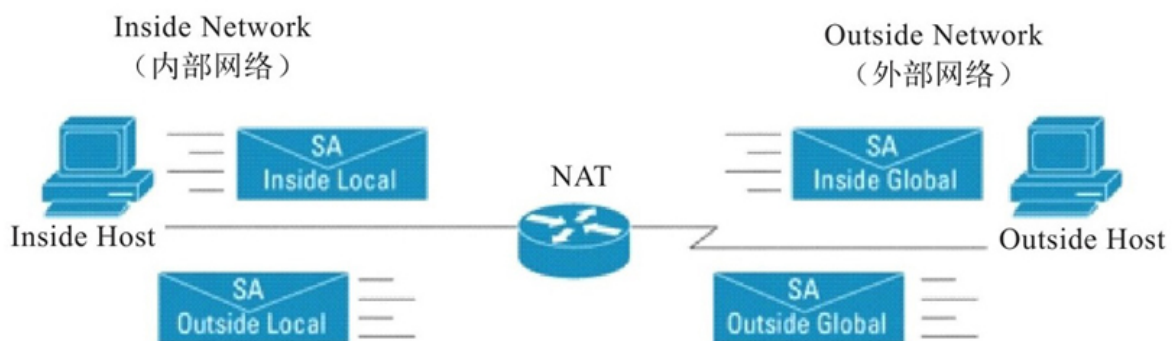 Inside Network
（内部网络）
Outside Network
（外部网络）
SA
Inside Local
NAT
SA
Inside Global
Inside Host
Outside Host
SA
Outside Local
SA
Outside Global